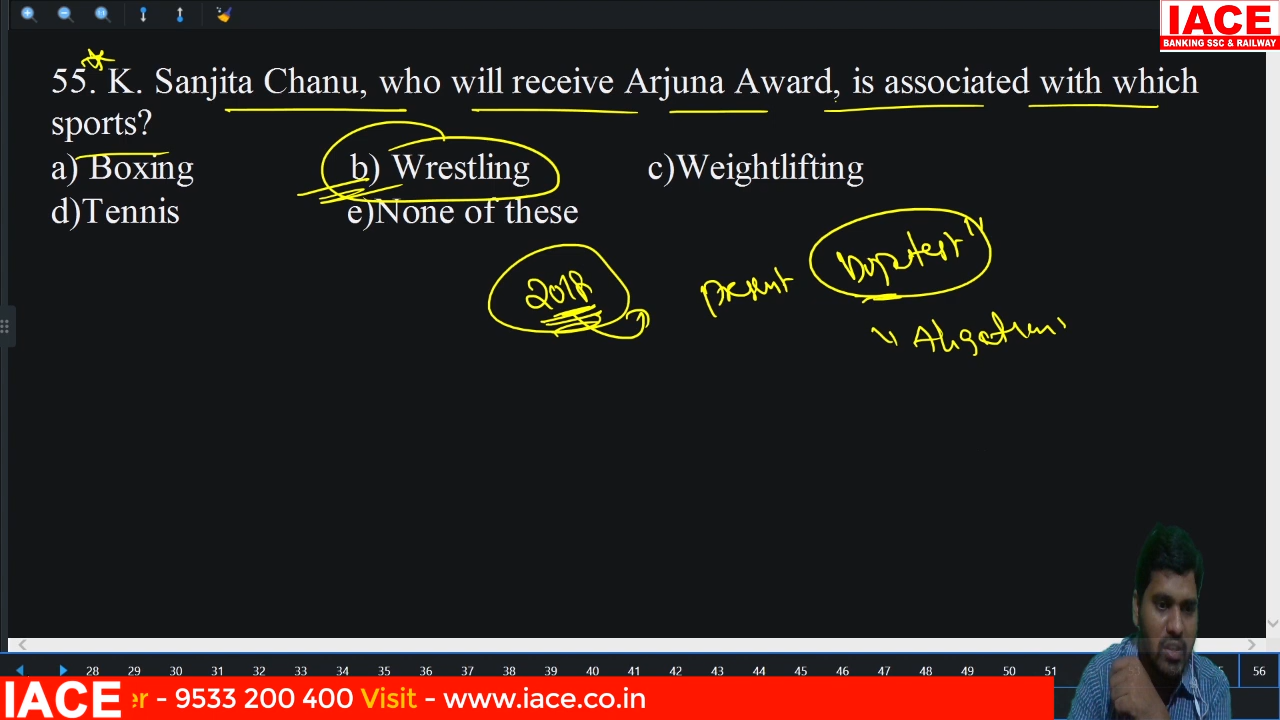 IACE
BANKING SSC & RAILWAY
55. K. Sanjita Chanu, who will receive Arjuna Award, is associated with which
sports?
a) Boxing b) Wrestling c)Weightlifting
d)Tennis e)None of these
2018 present Dopetest
28 29 30 31 32 33 34 35 36 37 38 39 40 41 42 43 44 45 46 47 48 49 50 51 56
IACE er - 9533 200 400 Visit - www.iace.co.in